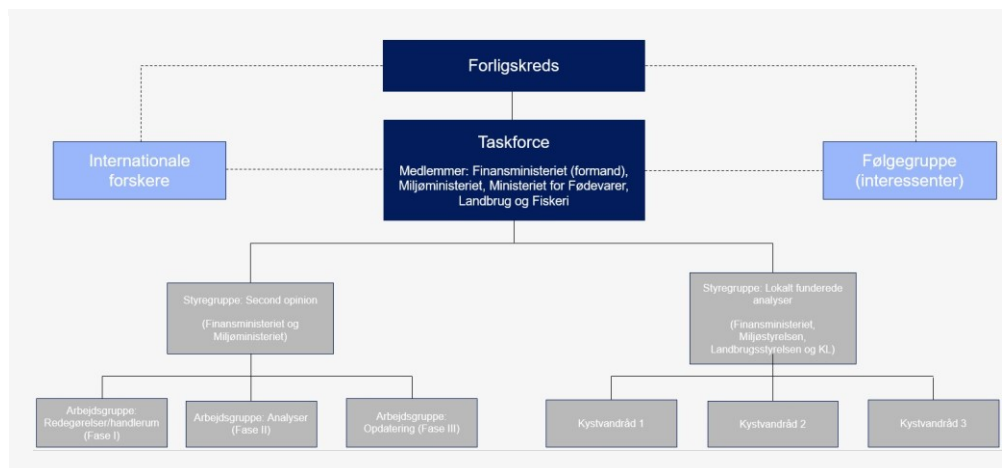 Forligskreds
Taskforce
Medlemmer: Finansministeriet (formand),
Miljøministeriet, Ministeriet for Fødevarer,
Landbrug og Fiskeri
Internationale
forskere
Følgegruppe
(interessenter)
Styregruppe: Second opinion
(Finansministeriet og
Miljøministeriet)
Styregruppe: Lokalt funderede
analyser
(Finansministeriet,
Miljøstyrelsen,
Landbrugsstyrelsen og KL)
Arbejdsgruppe:
Redegørelser/handlerum
(Fase I)
Arbejdsgruppe: Analyser
(Fase II)
Arbejdsgruppe:
Opdatering (Fase III)
Kystvandråd 1
Kystvandråd 2
Kystvandråd 3